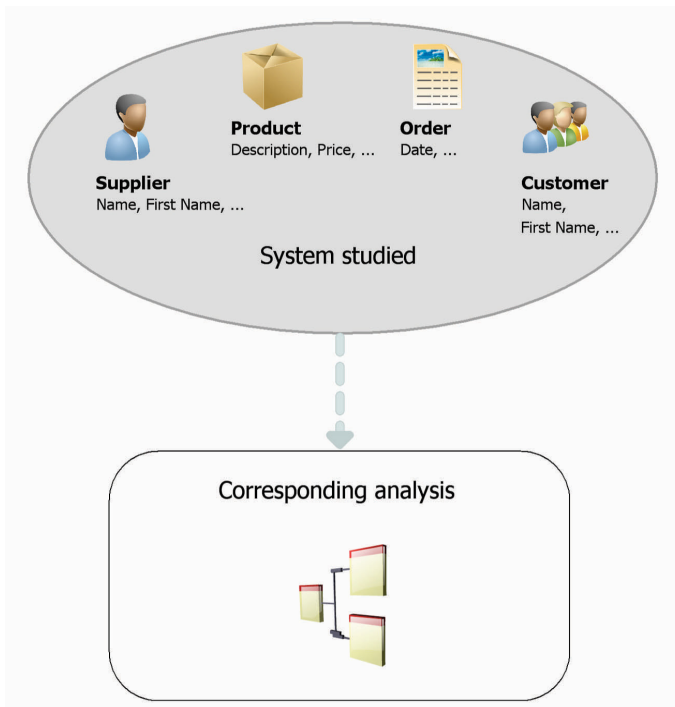 Product
Description, Price, ...
Order
Date, ...
Supplier
Name, First Name, ...
Customer
Name,
First Name, ...
System studied
Corresponding analysis